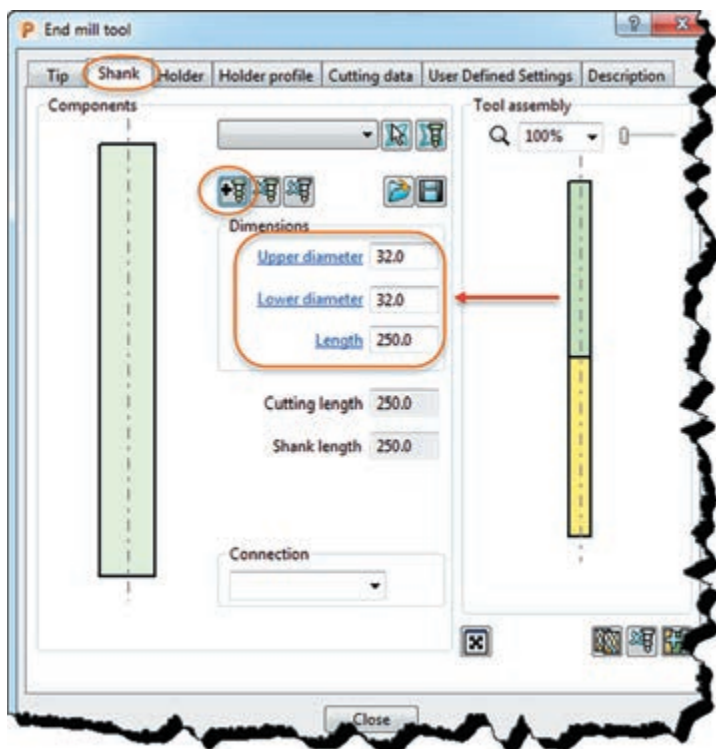 End mill tool
Tip Shank Holder Holder profile Cutting data User Defined Settings Description
Components
Tool assembly
100%
Dimensions
Upper diameter 32.0
Lower diameter 32.0
Length 250.0
Cutting length 250.0
Shank length 250.0
Connection
Close